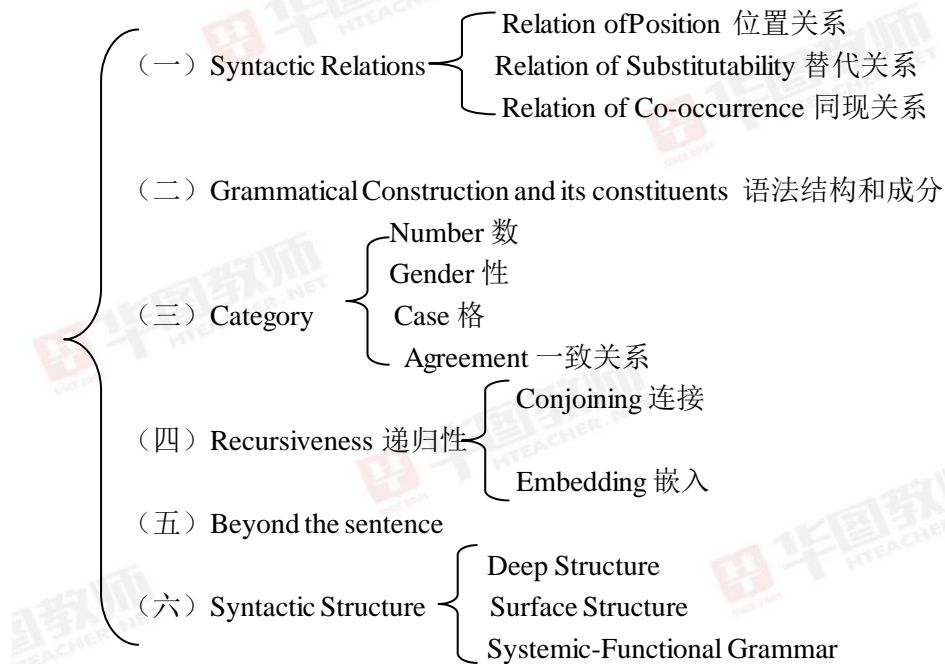 Relation ofPosition 位置关系
（一）Syntactic Relations
Relation of Substitutability 替代关系
Relation of Co-occurrence 同现关系
（二）Grammatical Construction and its constituents 语法结构和成分
Number 数
Gender 性
（三）Category
Case 格
Agreement 一致关系
Conjoining 连接
（四）Recursiveness 递归性
Embedding 嵌入
（五）Beyond the sentence
Deep Structure
（六）Syntactic Structure
Surface Structure
Systemic-Functional Grammar